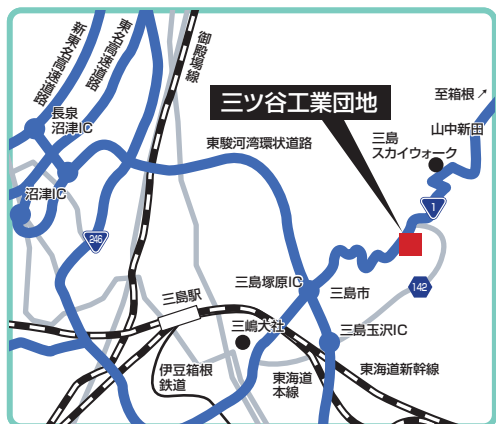 新東名高速道路
東名高速道路
御殿場線
長泉
沼津IC
三ツ谷工業団地
至箱根↗
山中新田
三島
スカイウォーク
東駿河湾環状道路
沼津IC
1
246
三島塚原IC
三島市
142
三島駅
三嶋大社
三島玉沢IC
伊豆箱根
鉄道
東海道
本線
東海道新幹線